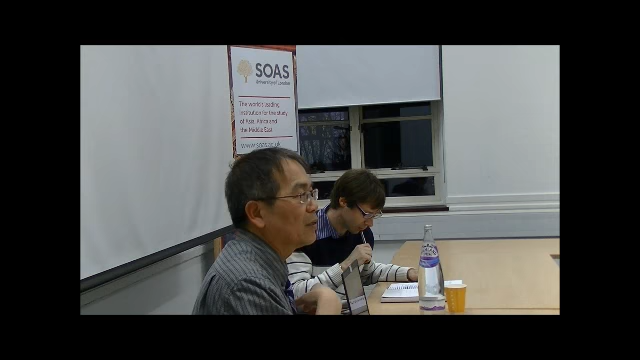 SOAS
University of London
The world's leading
institution for the study
of Asia, Africa and
the Middle East
www.soas.ac.uk